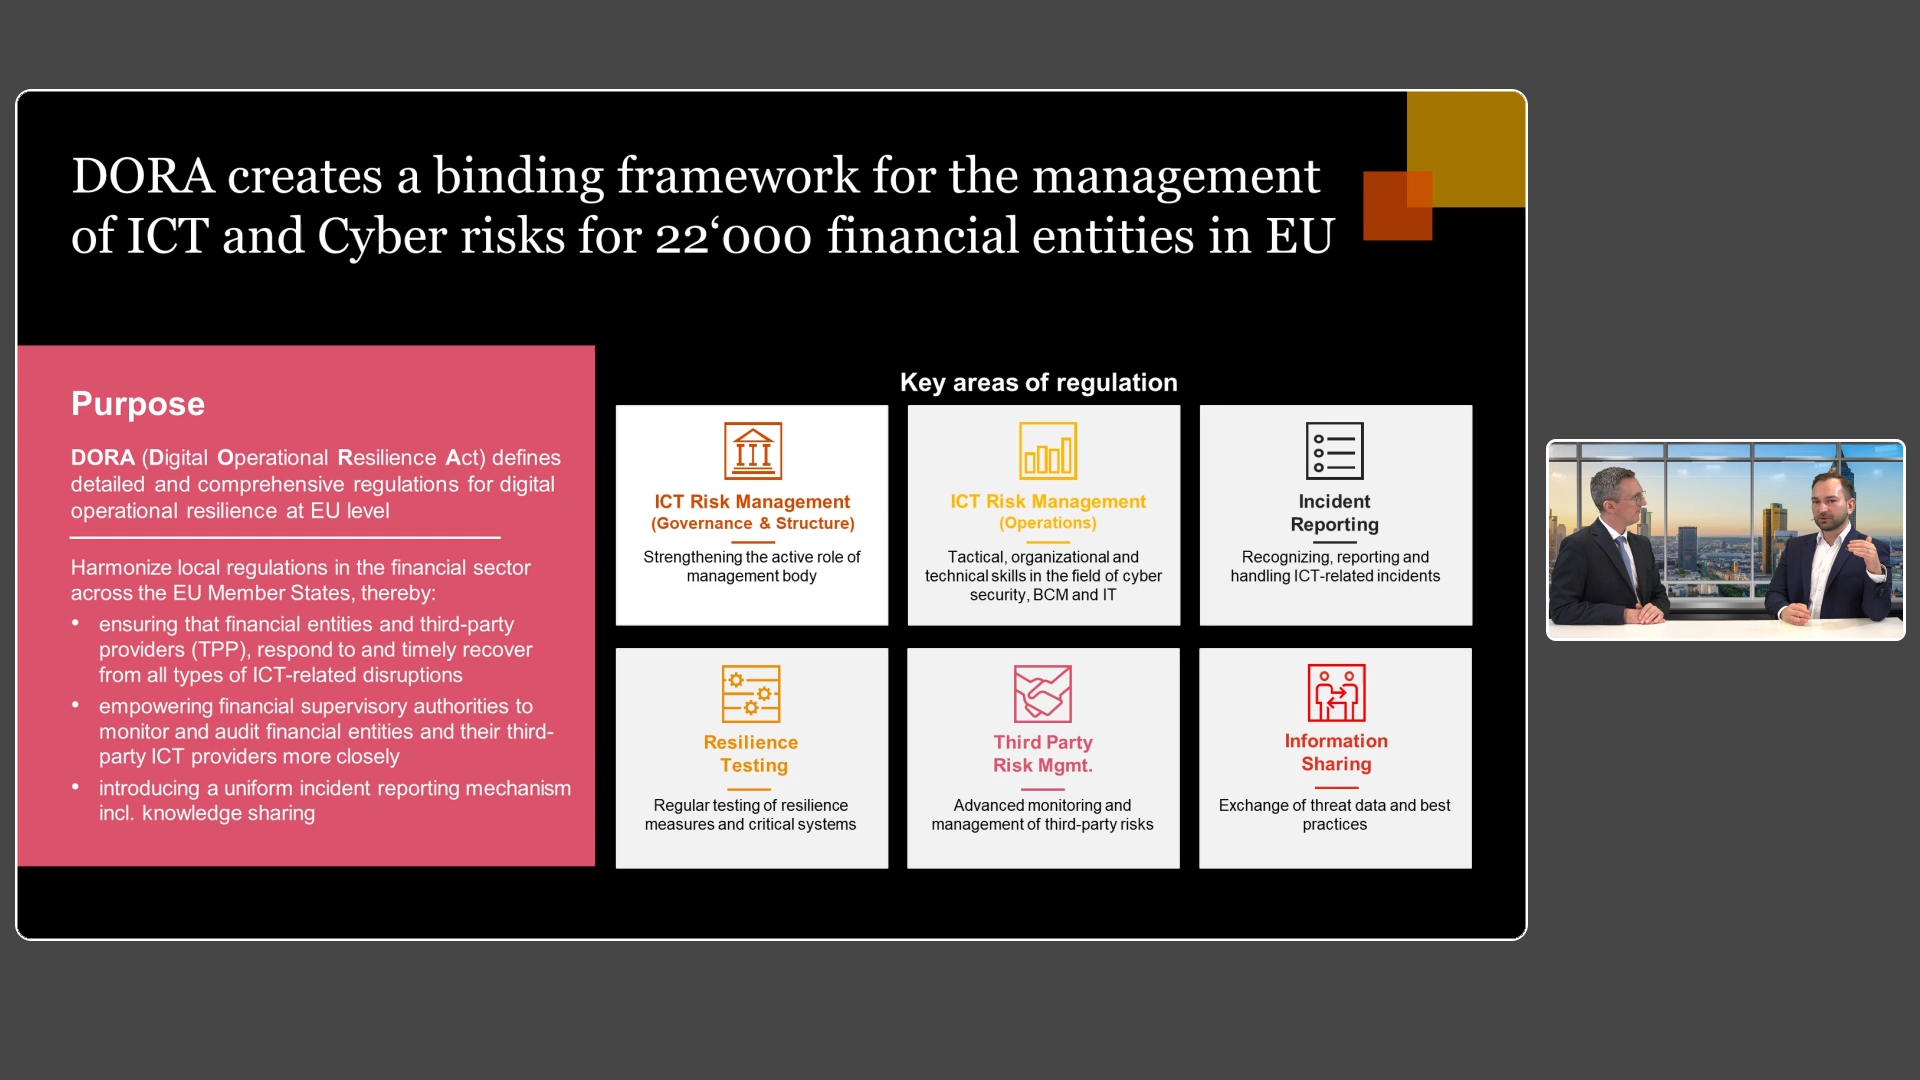 DORA creates a binding framework for the management
of ICT and Cyber risks for 22‘000 financial entities in EU
Purpose
DORA (Digital Operational Resilience Act) defines
detailed and comprehensive regulations for digital
operational resilience at EU level
Harmonize local regulations in the financial sector
across the EU Member States, thereby:
• ensuring that financial entities and third-party
providers (TPP), respond to and timely recover
from all types of ICT-related disruptions
• empowering financial supervisory authorities to
monitor and audit financial entities and their third-
party ICT providers more closely
• introducing a uniform incident reporting mechanism
incl. knowledge sharing
Key areas of regulation
ICT Risk Management
(Governance & Structure)
Strengthening the active role of
management body
ICT Risk Management
(Operations)
Tactical, organizational and
technical skills in the field of cyber
security, BCM and IT
Incident
Reporting
Recognizing, reporting and
handling ICT-related incidents
Resilience
Testing
Regular testing of resilience
measures and critical systems
Third Party
Risk Mgmt.
Advanced monitoring and
management of third-party risks
Information
Sharing
Exchange of threat data and best
practices